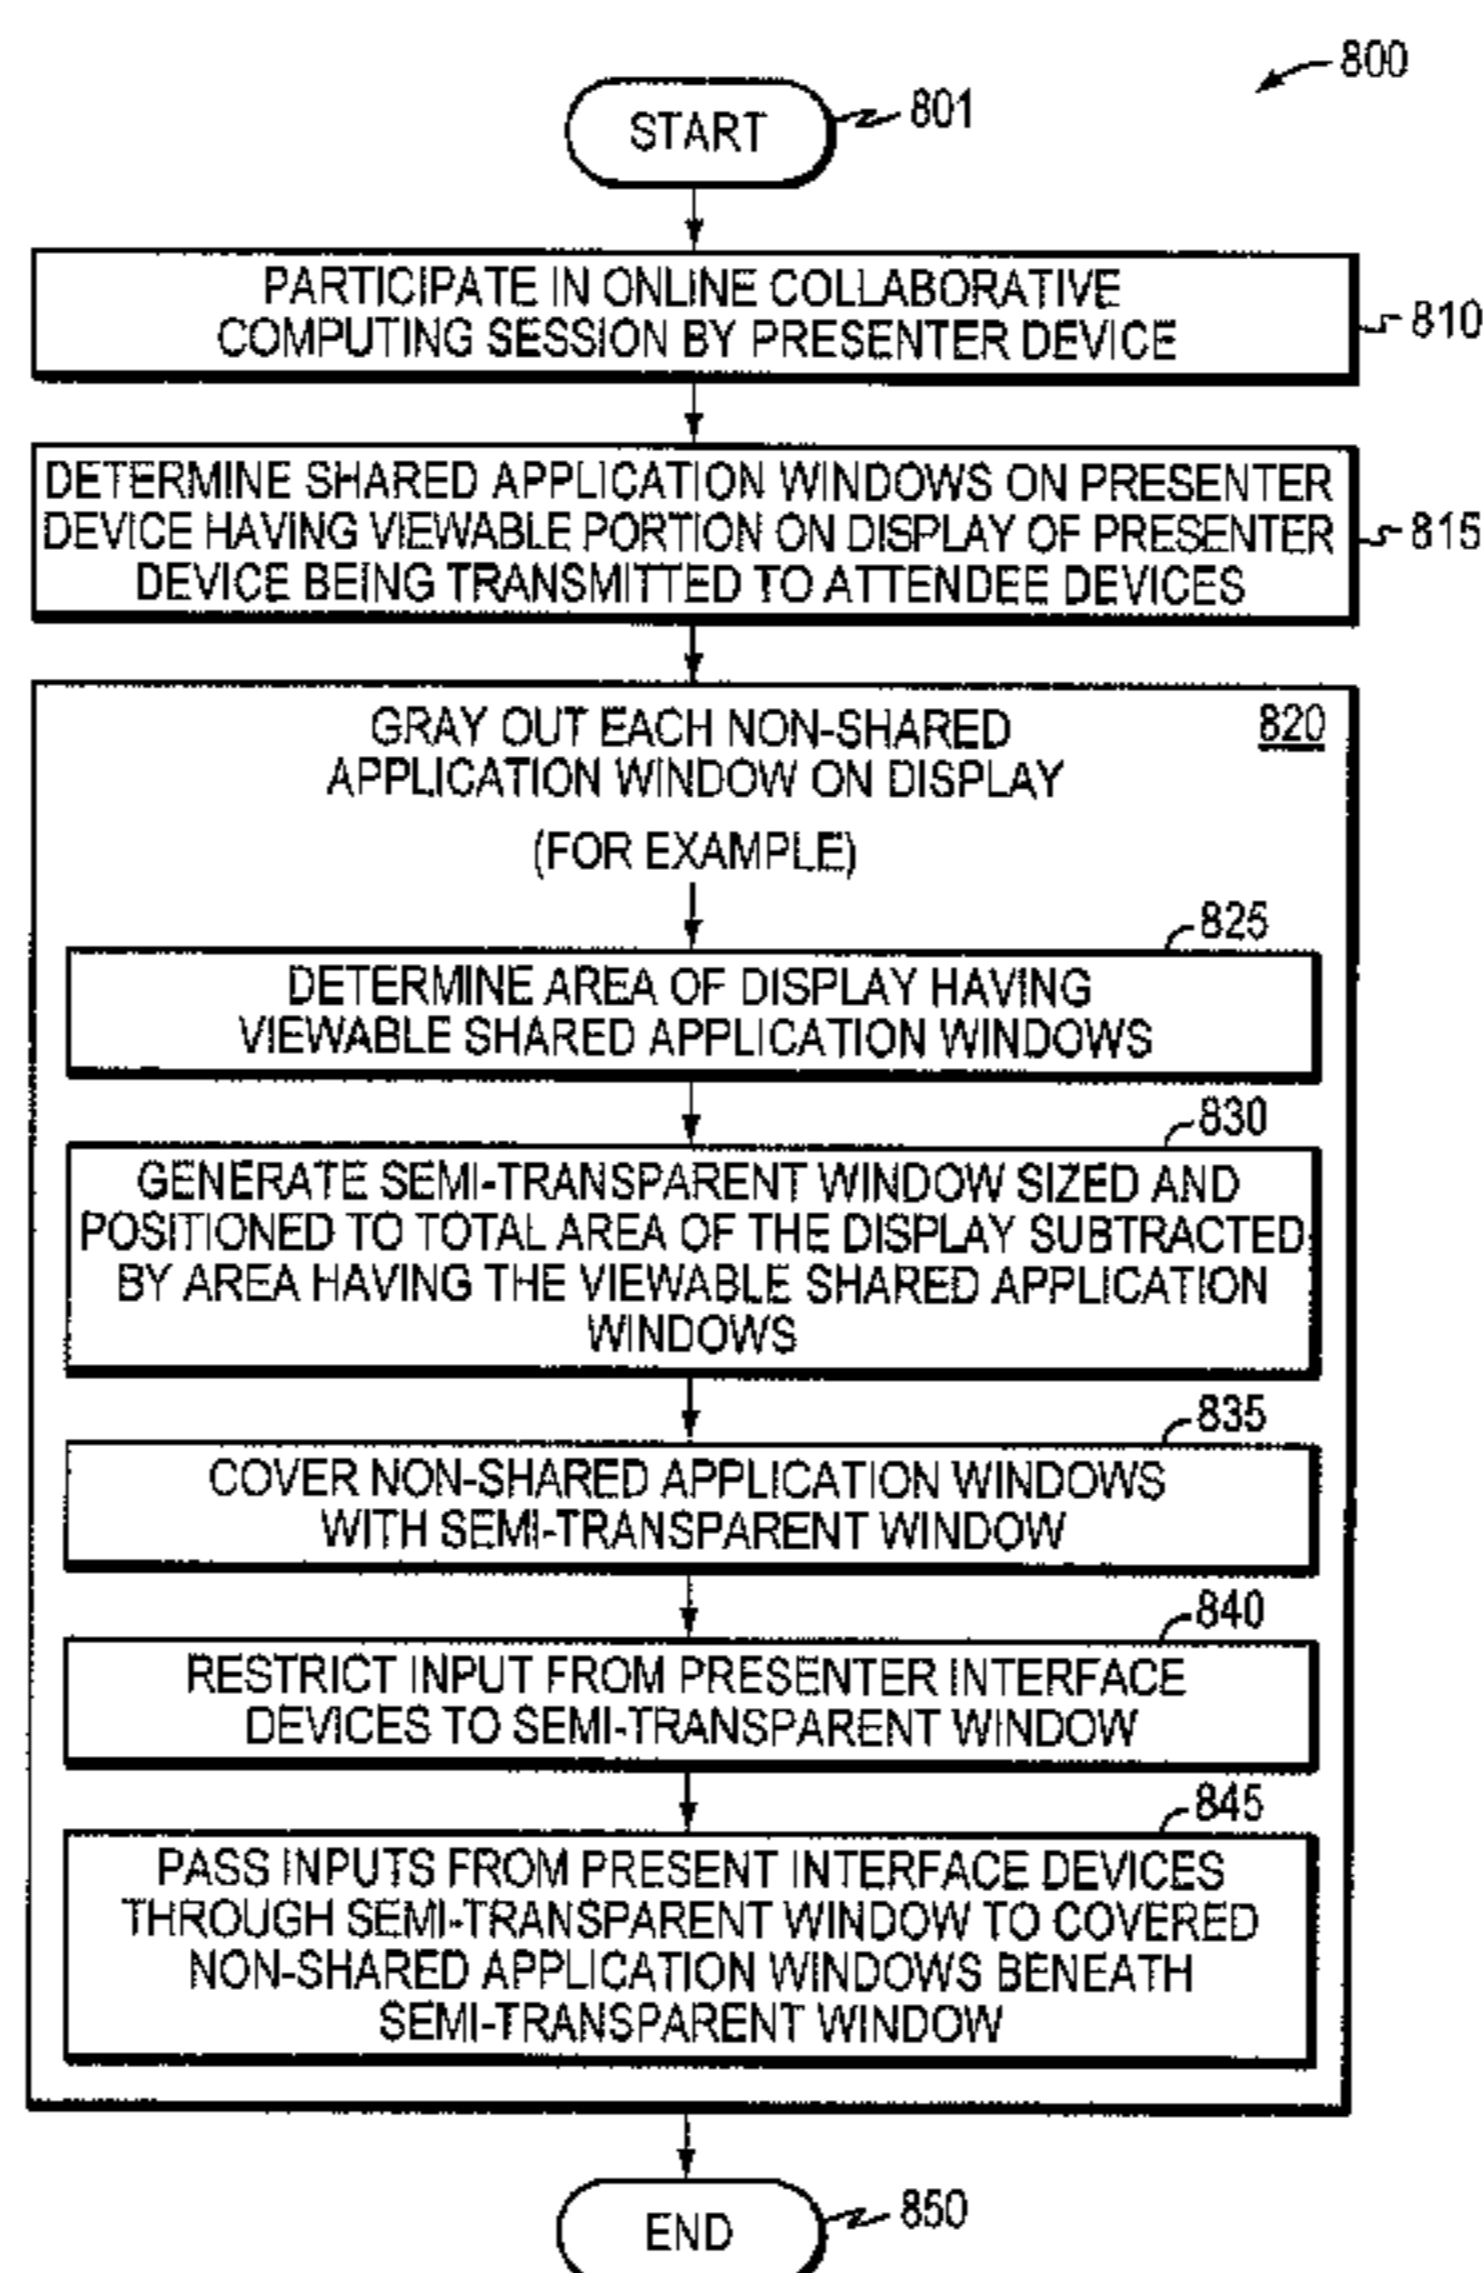 800
START
801
PARTICIPATE IN ONLINE COLLABORATIVE
COMPUTING SESSION BY PRESENTER DEVICE
810
DETERMINE SHARED APPLICATION WINDOWS ON PRESENTER
DEVICE HAVING VIEWABLE PORTION ON DISPLAY OF PRESENTER
DEVICE BEING TRANSMITTED TO ATTENDEE DEVICES
815
GRAY OUT EACH NON-SHARED
APPLICATION WINDOW ON DISPLAY
(FOR EXAMPLE)
820
825
DETERMINE AREA OF DISPLAY HAVING
VIEWABLE SHARED APPLICATION WINDOWS
830
GENERATE SEMI-TRANSPARENT WINDOW SIZED AND
POSITIONED TO TOTAL AREA OF THE DISPLAY SUBTRACTED
BY AREA HAVING THE VIEWABLE SHARED APPLICATION
WINDOWS
835
COVER NON-SHARED APPLICATION WINDOWS
WITH SEMI-TRANSPARENT WINDOW
840
RESTRICT INPUT FROM PRESENTER INTERFACE
DEVICES TO SEMI-TRANSPARENT WINDOW
845
PASS INPUTS FROM PRESENT INTERFACE DEVICES
THROUGH SEMI-TRANSPARENT WINDOW TO COVERED
NON-SHARED APPLICATION WINDOWS BENEATH
SEMI-TRANSPARENT WINDOW
END
850